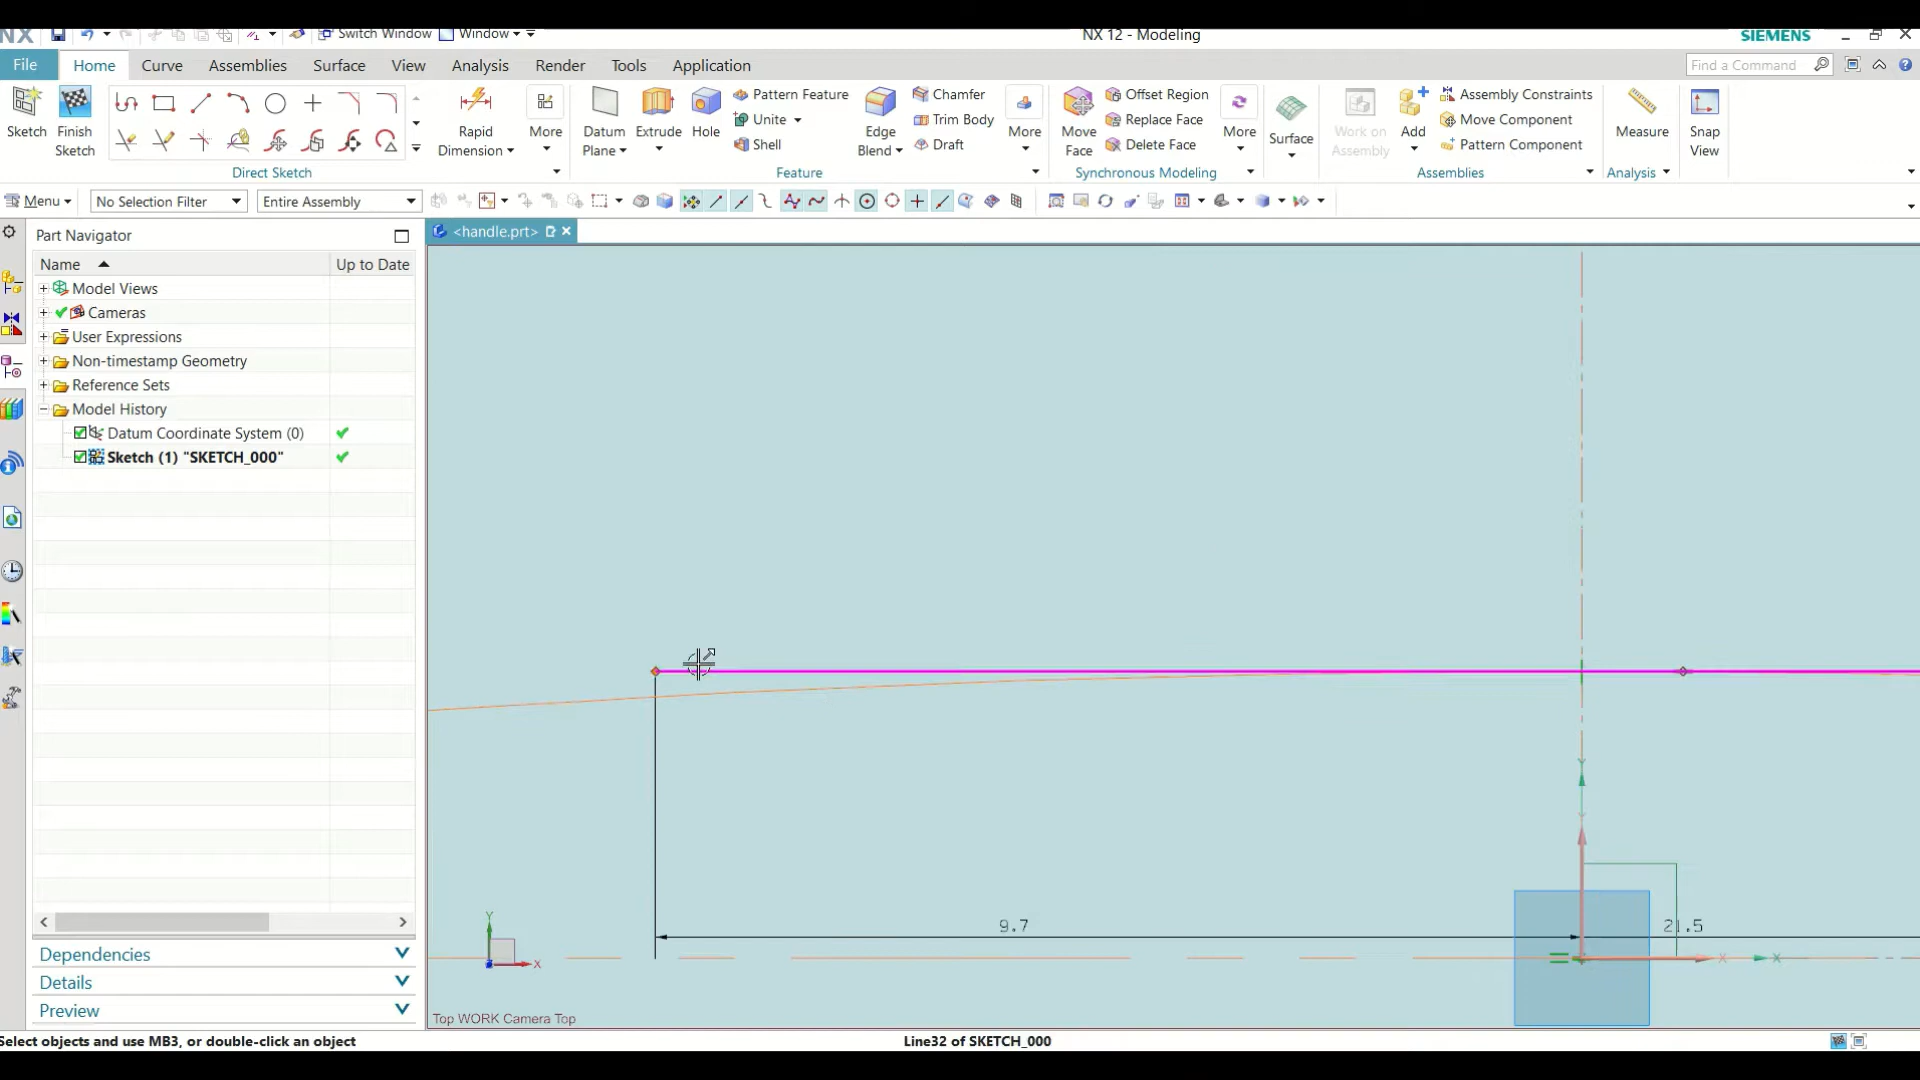 NX Switch Window Window NX 12 - Modeling SIEMENS
File Home Curve Assemblies Surface View Analysis Render Tools Application Find a Command
Sketch Finish Sketch Rapid Dimension More Datum Plane Extrude Hole Pattern Feature Unite Shell Edge Blend Chamfer Trim Body Draft More Move Face Offset Region Replace Face Delete Face More Surface Work on Assembly Add Assembly Constraints Move Component Pattern Component Measure Snap View
Direct Sketch Feature Synchronous Modeling Assemblies Analysis
Menu No Selection Filter Entire Assembly
Part Navigator <handle.prt>
Name Up to Date
Model Views
Cameras
User Expressions
Non-timestamp Geometry
Reference Sets
Model History
Datum Coordinate System (0)
Sketch (1) "SKETCH_000"
9.7 21.5
Y
X X X
Dependencies
Details
Preview
Top WORK Camera Top
Select objects and use MB3, or double-click an object Line32 of SKETCH_000